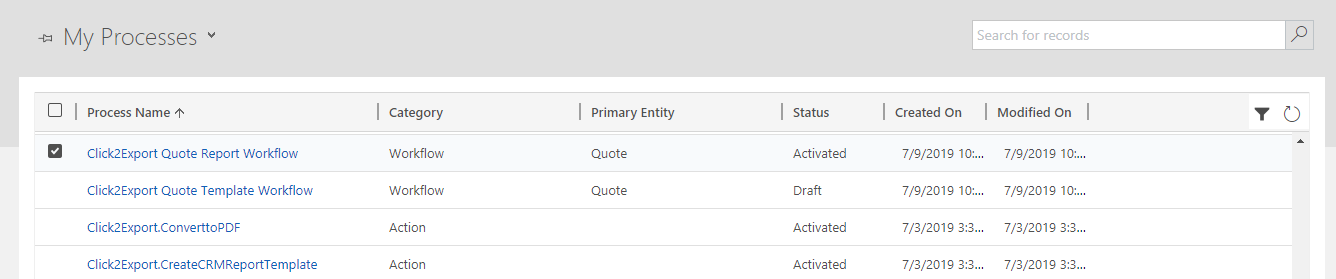 My Processes
Search for records
Process Name Category Primary Entity Status Created On Modified On
Click2Export Quote Report Workflow Workflow Quote Activated 7/9/2019 10:... 7/9/2019 10:...
Click2Export Quote Template Workflow Workflow Quote Draft 7/9/2019 10:... 7/9/2019 10:...
Click2Export.ConverttoPDF Action Activated 7/3/2019 3:3... 7/3/2019 3:3...
Click2Export.CreateCRMReportTemplate Action Activated 7/3/2019 3:3... 7/3/2019 3:3...